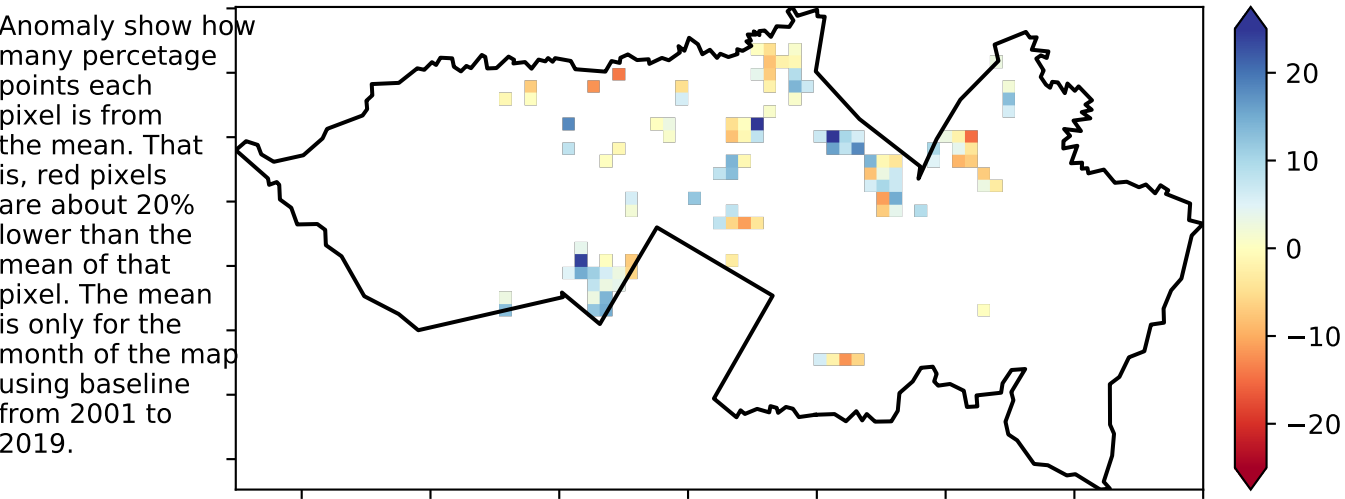 Anomaly show how
many percetage
points each
pixel is from
the mean. That
is, red pixels
are about 20%
lower than the
mean of that
pixel. The mean
is only for the
month of the map
using baseline
from 2001 to
2019.
20
10
0
−10
−20